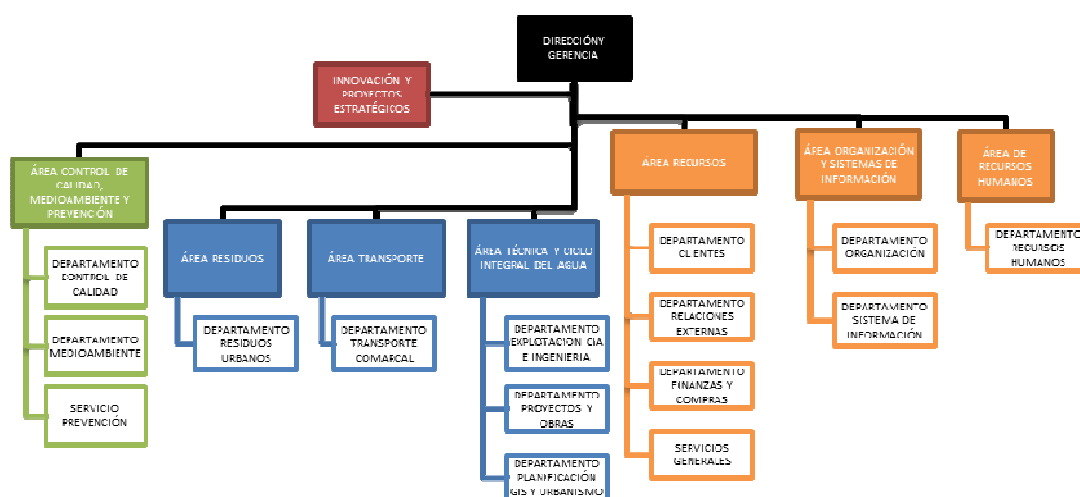 DIRECCIÓNY
GERENCIA
INNOVACIÓN Y
PROYECTOS
ESTRATÉGICOS
ÁREA CONTROL DE
CALIDAD,
MEDIOAMBIENTE Y
PREVENCIÓN
DEPARTAMENTO
CONTROL DE
CALIDAD
DEPARTAMENTO
MEDIOAMBIENTE
SERVICIO
PREVENCIÓN
ÁREA RESIDUOS
DEPARTAMENTO
RESIDUOS
URBANOS
ÁREA TRANSPORTE
DEPARTAMENTO
TRANSPORTE
COMARCAL
ÁREA TÉCNICA Y CICLO
INTEGRAL DEL AGUA
DEPARTAMENTO
EXPLOTACION CIA
E INGENIERIA
DEPARTAMENTO
PROYECTOS Y
OBRAS
DEPARTAMENTO
PLANIFICACIÓN
GIS Y URBANISMO
ÁREA RECURSOS
DEPARTAMENTO
CLIENTES
DEPARTAMENTO
RELACIONES
EXTERNAS
DEPARTAMENTO
FINANZAS Y
COMPRAS
SERVICIOS
GENERALES
ÁREA ORGANIZACIÓN
Y SISTEMAS DE
INFORMACIÓN
DEPARTAMENTO
ORGANIZACIÓN
DEPARTAMENTO
SISTEMA DE
INFORMACIÓN
ÁREA DE
RECURSOS
HUMANOS
DEPARTAMENTO
RECURSOS
HUMANOS